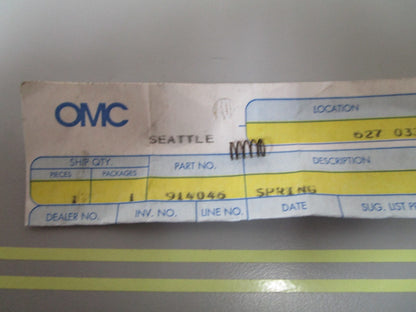 OMC
LOCATION
SEATTLE
627 03
SHIP QTY.
PART NO.
DESCRIPTION
PIECES
PACKAGES
1
1
914046
SPRING
DEALER NO.
INV. NO.
LINE NO.
DATE
SUG. LIST